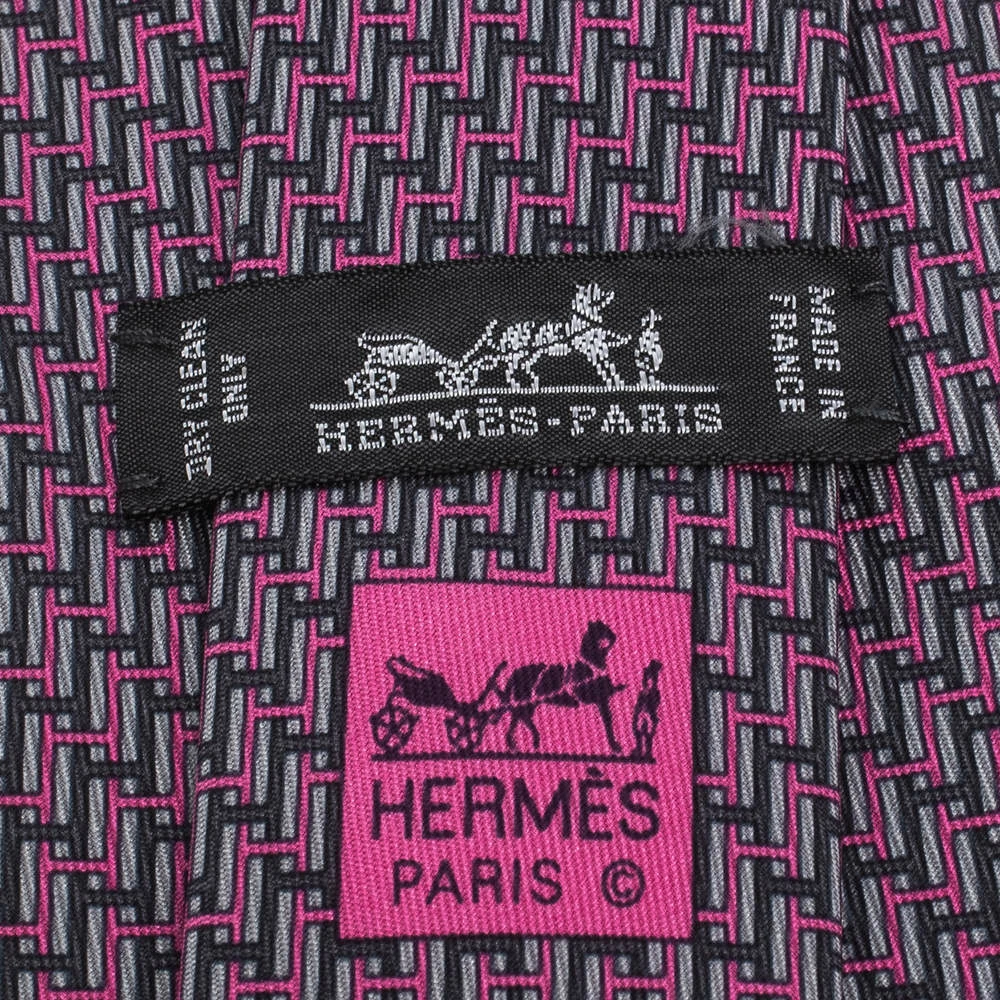 DRY CLEAN
ONLY
HERMÈS-PARIS
MADE IN
FRANCE
HERMÈS
PARIS ©